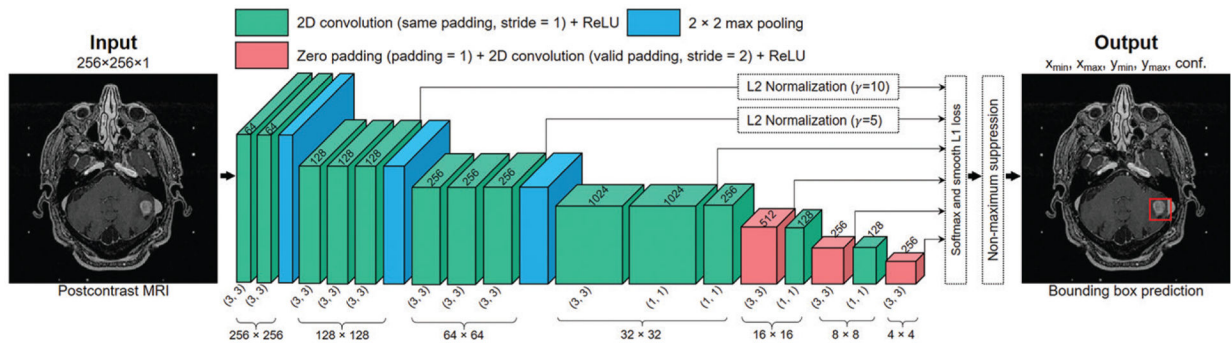 2D convolution (same padding, stride = 1) + ReLU
2 × 2 max pooling
Zero padding (padding = 1) + 2D convolution (valid padding, stride = 2) + ReLU
Input
256×256×1
Postcontrast MRI
64
64
128
128
128
256
256
256
1024
1024
256
512
128
256
128
256
L2 Normalization (γ=10)
L2 Normalization (γ=5)
Softmax and smooth L1 loss
Non-maximum suppression
Output
xmin, xmax, ymin, ymax, conf.
Bounding box prediction
(3, 3)
(3, 3)
(3, 3)
(3, 3)
(3, 3)
(3, 3)
(3, 3)
(3, 3)
(3, 3)
(1, 1)
(1, 1)
(3, 3)
(1, 1)
(3, 3)
(1, 1)
(3, 3)
256 × 256
128 × 128
64 × 64
32 × 32
16 × 16
8 × 8
4 × 4